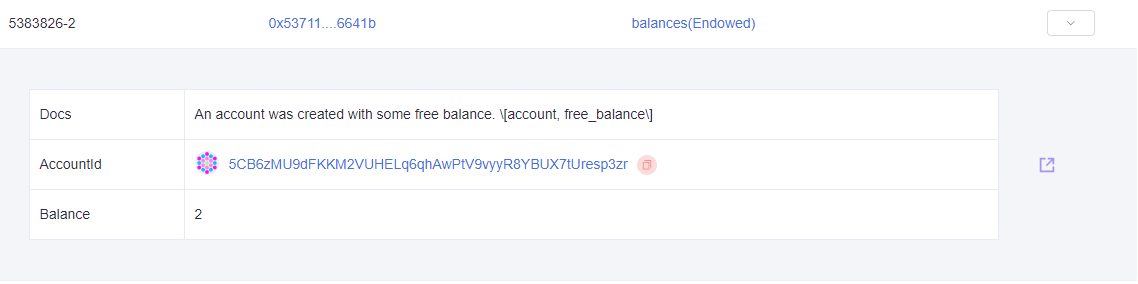 5383826-2 0x53711....6641b balances(Endowed)
Docs An account was created with some free balance. \[account, free_balance\]
AccountId 5CB6zMU9dFKKM2VUHELq6qhAwPtV9vyyR8YBUX7tUresp3zr
Balance 2